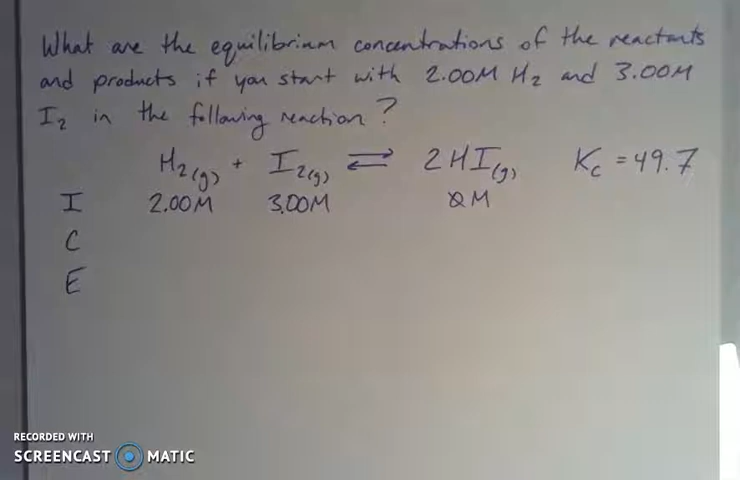 What are the equilibrium concentrations of the reactants
and products if you start with 2.00M H₂ and 3.00M
I₂ in the following reaction?
H₂(g) + I₂(g) ⇌ 2HI(g) Kc = 49.7
I 2.00M 3.00M 0M
C
E
RECORDED WITH
SCREENCAST MATIC